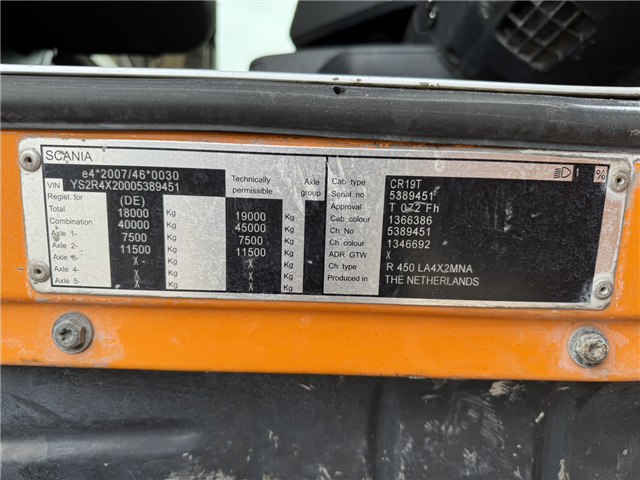 SCANIA
e4*2007/46*0030
VIN YS2R4X20005389451
Regist. for (DE) Technically permissible Axle group
Total 18000 Kg 19000 Kg
Combination 40000 Kg 45000 Kg
Axle 1- 7500 Kg 7500 Kg
Axle 2- 11500 Kg 11500 Kg
Axle 3- X Kg X Kg
Axle 4- X Kg X Kg
Axle 5- X Kg X Kg
1 %
Cab type CR19T
Serial no 5389451
Approval T 072 Fh
Cab colour 1366386
Ch No 5389451
Ch colour 1346692
ADR GTW X
Ch type R 450 LA4X2MNA
Produced in THE NETHERLANDS